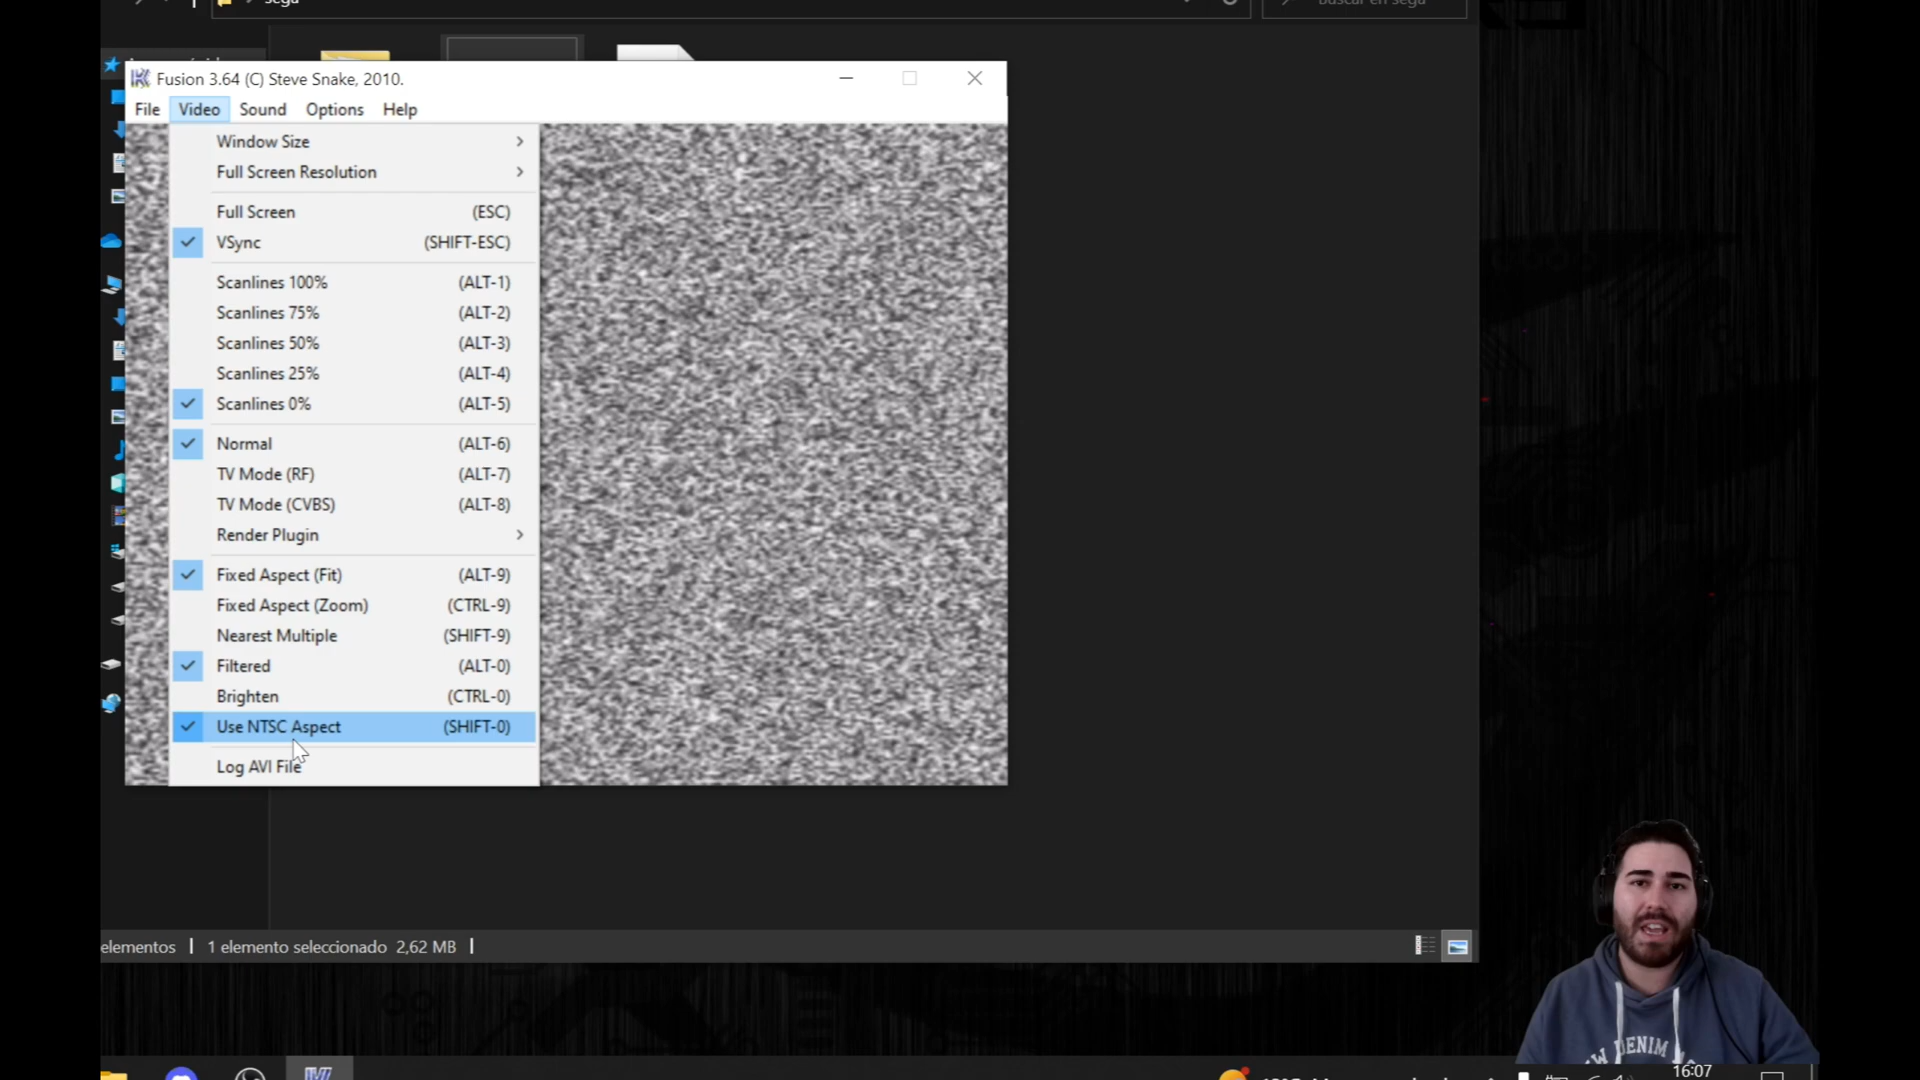 sega
Buscar en sega
Fusion 3.64 (C) Steve Snake, 2010.
File Video Sound Options Help
Window Size
Full Screen Resolution
Full Screen (ESC)
VSync (SHIFT-ESC)
Scanlines 100% (ALT-1)
Scanlines 75% (ALT-2)
Scanlines 50% (ALT-3)
Scanlines 25% (ALT-4)
Scanlines 0% (ALT-5)
Normal (ALT-6)
TV Mode (RF) (ALT-7)
TV Mode (CVBS) (ALT-8)
Render Plugin
Fixed Aspect (Fit) (ALT-9)
Fixed Aspect (Zoom) (CTRL-9)
Nearest Multiple (SHIFT-9)
Filtered (ALT-0)
Brighten (CTRL-0)
Use NTSC Aspect (SHIFT-0)
Log AVI File
elementos 1 elemento seleccionado 2,62 MB
DENIM
16:07